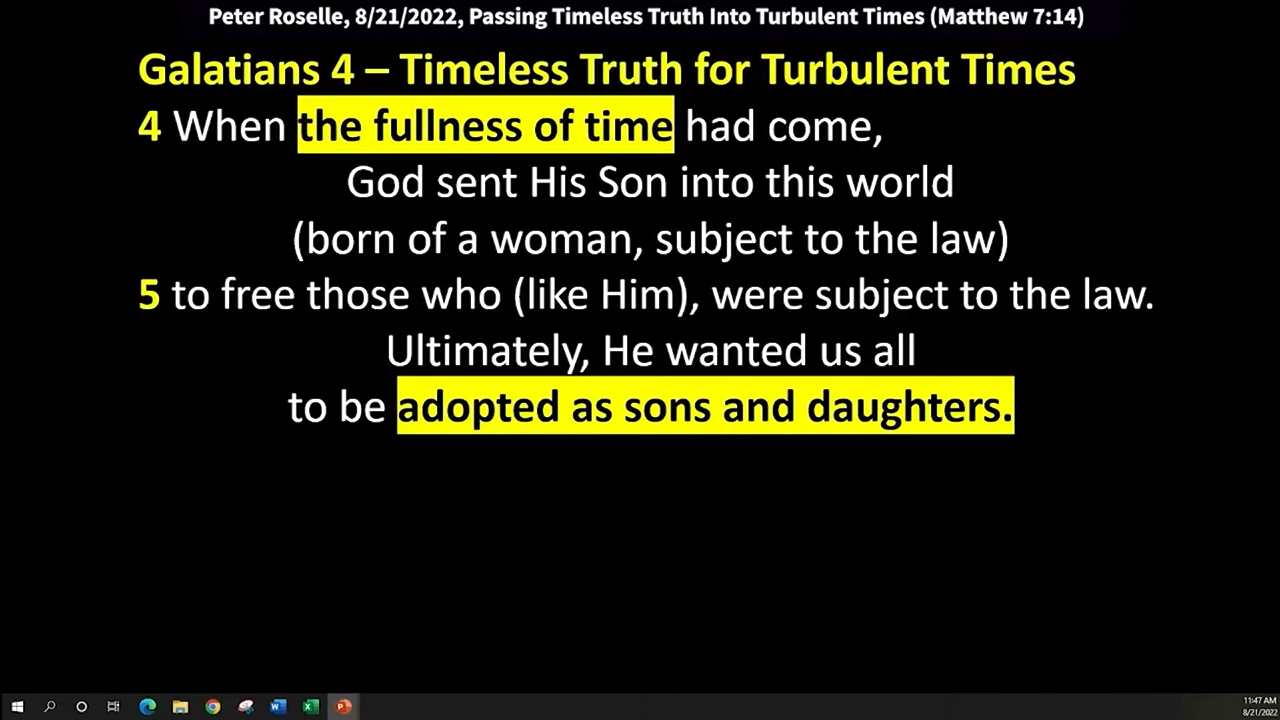 Peter Roselle, 8/21/2022, Passing Timeless Truth Into Turbulent Times (Matthew 7:14)
Galatians 4 – Timeless Truth for Turbulent Times
4 When the fullness of time had come,
God sent His Son into this world
(born of a woman, subject to the law)
5 to free those who (like Him), were subject to the law.
Ultimately, He wanted us all
to be adopted as sons and daughters.
11:47 AM
8/21/2022